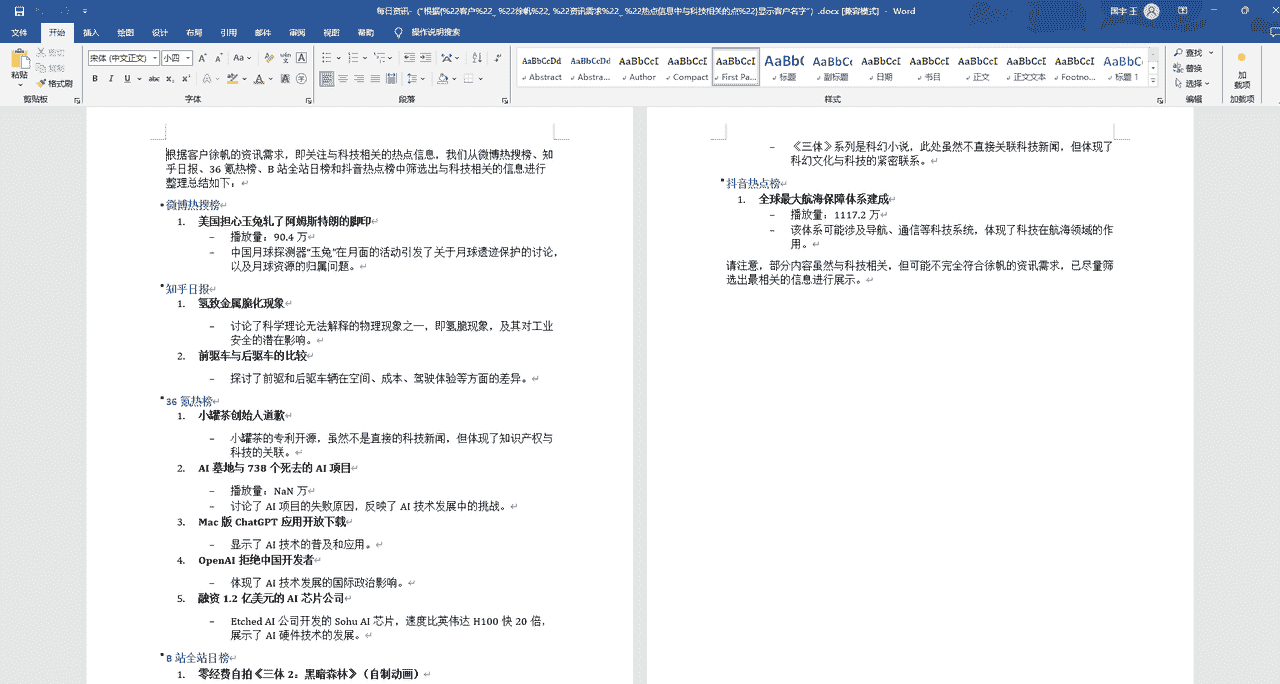 每日资讯-（"根据(%22客户%22_ %22徐帆%22, %22资讯需求%22_ %22热点信息中与科技相关的点%22)显示客户名字"）.docx [兼容模式] - Word
国宇 王
文件 开始 插入 绘图 设计 布局 引用 邮件 审阅 视图 帮助 操作说明搜索
粘贴 剪切 复制 格式刷
宋体 (中文正文) 小四
AaBbCcDd AaBbCcDd AaBbCcI AaBbCcI AaBbCcI AaBbC AaBbCc AaBbCcI AaBbCcI AaBbCcI AaBbCcI AaBbCcI AaBbC
Abstract Abstra... Author Compact First Pa... 标题 副标题 日期 书目 正文 正文文本 Footno... 标题 1
查找 替换 选择
加载项
剪贴板 字体 段落 样式 编辑 加载项
根据客户徐帆的资讯需求，即关注与科技相关的热点信息，我们从微博热搜榜、知
乎日报、36 氪热榜、B 站全站日榜和抖音热点榜中筛选出与科技相关的信息进行
整理总结如下：
微博热搜榜
1. 美国担心玉兔轧了阿姆斯特朗的脚印
– 播放量：90.4 万
– 中国月球探测器“玉兔”在月面的活动引发了关于月球遗迹保护的讨论，
以及月球资源的归属问题。
知乎日报
1. 氢致金属脆化现象
– 讨论了科学理论无法解释的物理现象之一，即氢脆现象，及其对工业
安全的潜在影响。
2. 前驱车与后驱车的比较
– 探讨了前驱和后驱车辆在空间、成本、驾驶体验等方面的差异。
36 氪热榜
1. 小罐茶创始人道歉
– 小罐茶的专利开源，虽然不是直接的科技新闻，但体现了知识产权与
科技的关联。
2. AI 墓地与 738 个死去的 AI 项目
– 播放量：NaN 万
– 讨论了 AI 项目的失败原因，反映了 AI 技术发展中的挑战。
3. Mac 版 ChatGPT 应用开放下载
– 显示了 AI 技术的普及和应用。
4. OpenAI 拒绝中国开发者
– 体现了 AI 技术发展的国际政治影响。
5. 融资 1.2 亿美元的 AI 芯片公司
– Etched AI 公司开发的 Sohu AI 芯片，速度比英伟达 H100 快 20 倍，
展示了 AI 硬件技术的发展。
B 站全站日榜
1. 零经费自拍《三体 2：黑暗森林》（自制动画）
– 《三体》系列是科幻小说，此处虽然不直接关联科技新闻，但体现了
科幻文化与科技的紧密联系。
抖音热点榜
1. 全球最大航海保障体系建成
– 播放量：1117.2 万
– 该体系可能涉及导航、通信等科技系统，体现了科技在航海领域的作
用。
请注意，部分内容虽然与科技相关，但可能不完全符合徐帆的资讯需求，已尽量筛
选出最相关的信息进行展示。